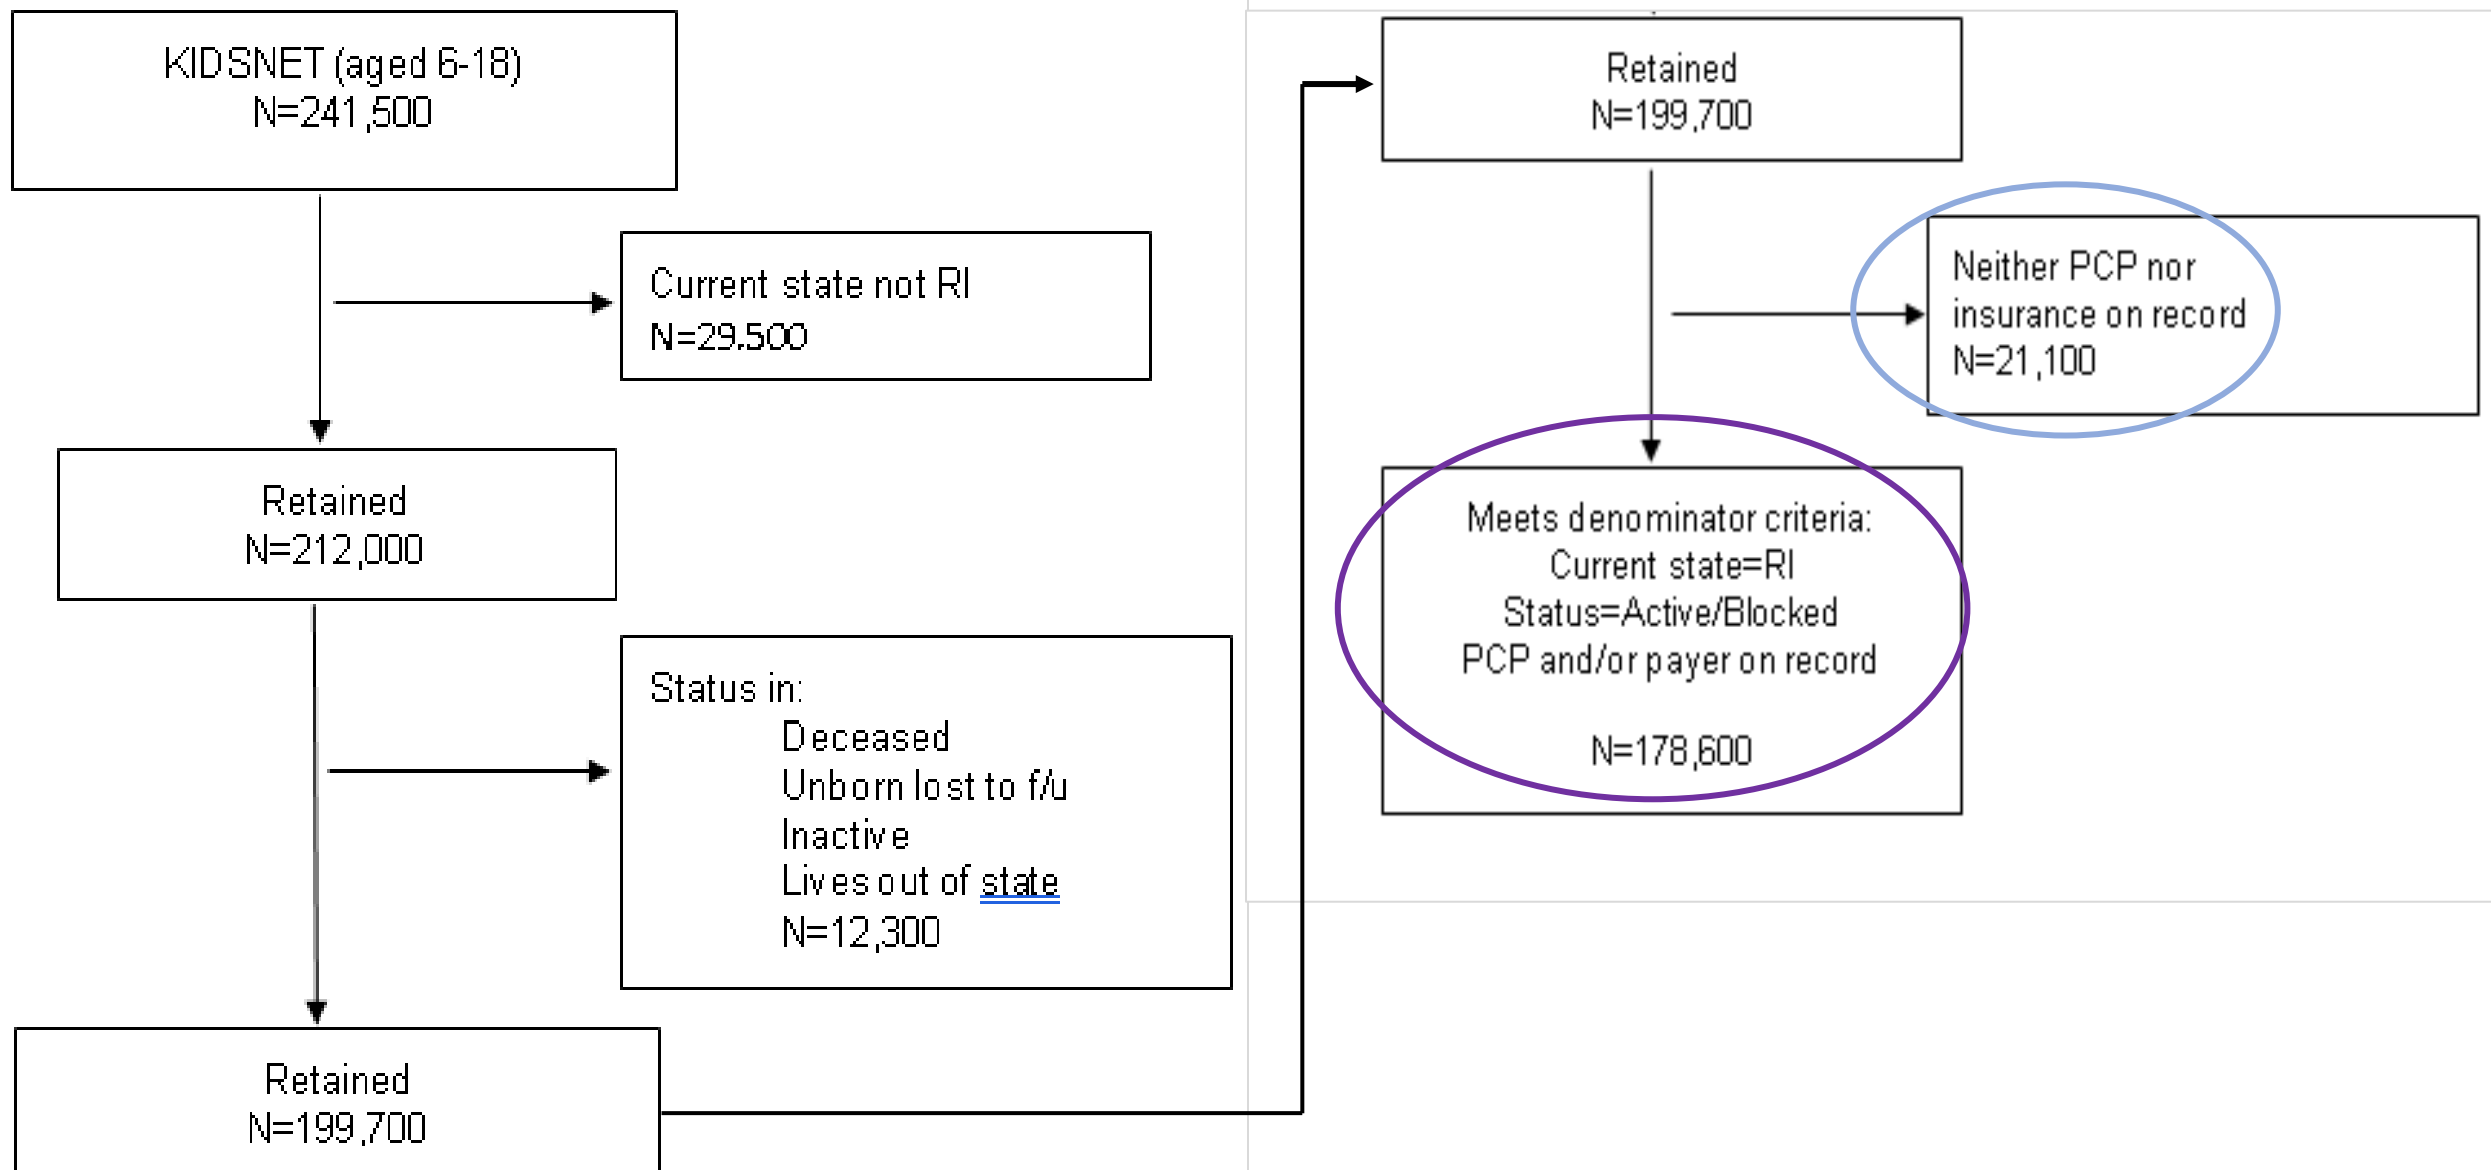 KIDSNET (aged 6-18)
N=241,500
Current state not RI
N=29.500
Retained
N=212,000
Status in:
Deceased
Unborn lost to f/u
Inactive
Lives out of state
N=12,300
Retained
N=199,700
Retained
N=199,700
Neither PCP nor
insurance on record
N=21,100
Meets denominator criteria:
Current state=RI
Status=Active/Blocked
PCP and/or payer on record
N=178,600